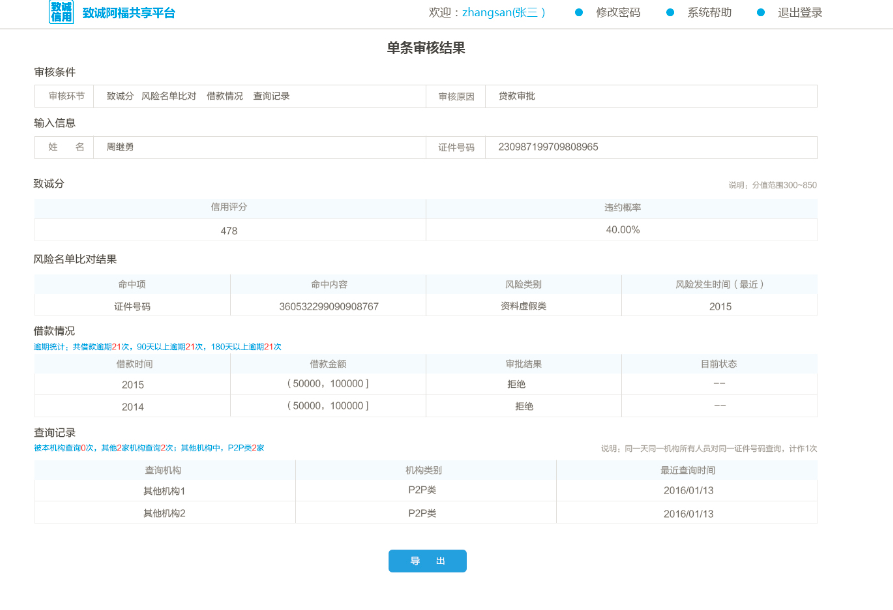 致诚信用 致诚阿福共享平台 欢迎：zhangsan(张三） 修改密码 系统帮助 退出登录
单条审核结果
审核条件
审核环节 致诚分 风险名单比对 借款情况 查询记录 审核原因 贷款审批
输入信息
姓 名 周继勇 证件号码 230987199709808965
致诚分 说明：分值范围300~850
信用评分 违约概率
478 40.00%
风险名单比对结果
命中项 命中内容 风险类别 风险发生时间（最近）
证件号码 360532299090908767 资料虚假类 2015
借款情况
逾期统计：共借款逾期21次，90天以上逾期21次，180天以上逾期21次
借款时间 借款金额 审批结果 目前状态
2015 （50000，100000］ 拒绝 ——
2014 （50000，100000］ 拒绝 ——
查询记录
被本机构查询0次，其他2家机构查询2次；其他机构中，P2P类2家 说明：同一天同一机构所有人员对同一证件号码查询，计作1次
查询机构 机构类别 最近查询时间
其他机构1 P2P类 2016/01/13
其他机构2 P2P类 2016/01/13
导 出